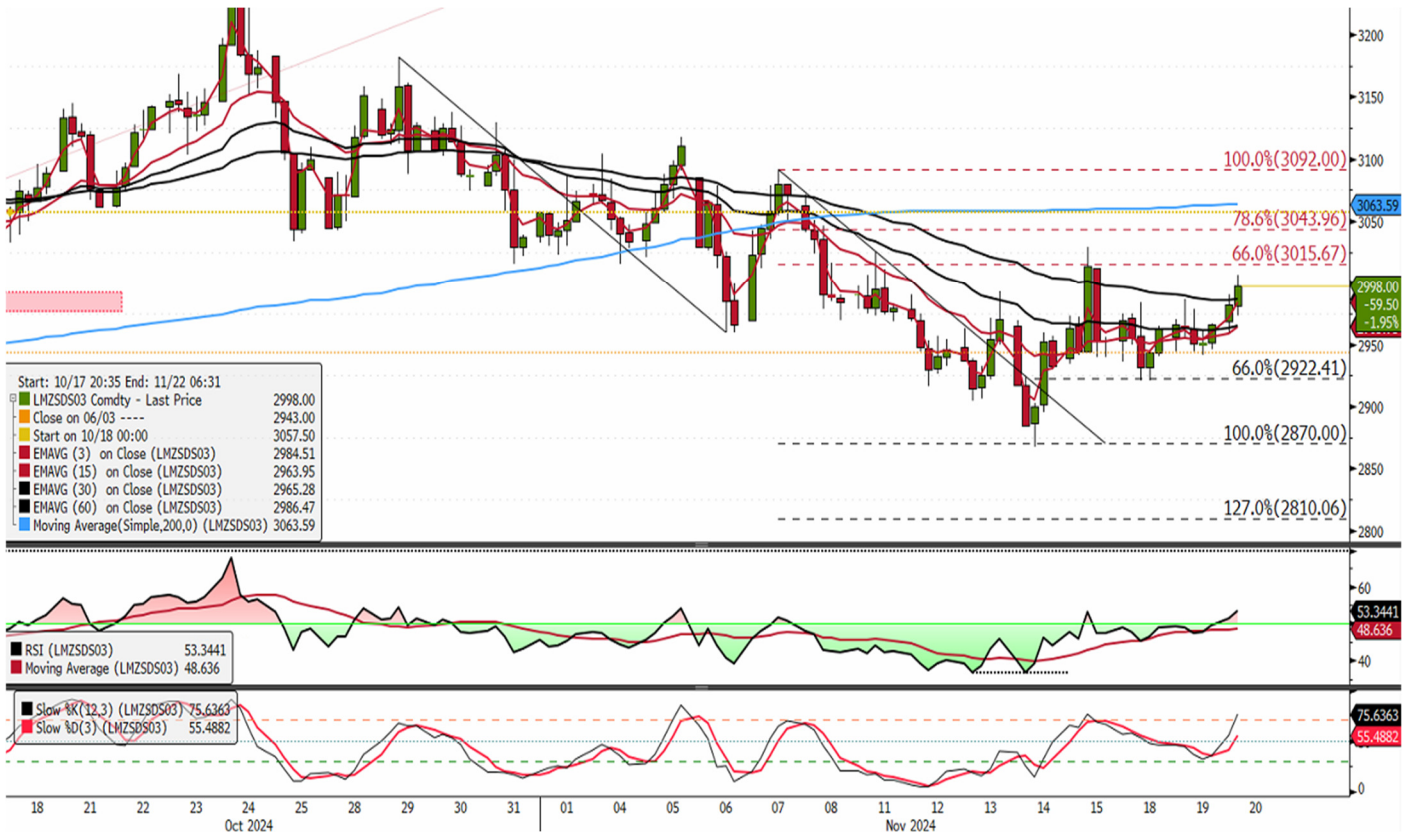 3200
3150
3100
3050
2950
2900
2850
2800
100.0%(3092.00)
3063.59
78.6%(3043.96)
66.0%(3015.67)
2998.00
-59.50
-1.95%
66.0%(2922.41)
100.0%(2870.00)
127.0%(2810.06)
Start: 10/17 20:35 End: 11/22 06:31
LMZSDS03 Comdty - Last Price 2998.00
Close on 06/03 ---- 2943.00
Start on 10/18 00:00 3057.50
EMAVG (3) on Close (LMZSDS03) 2984.51
EMAVG (15) on Close (LMZSDS03) 2963.95
EMAVG (30) on Close (LMZSDS03) 2965.28
EMAVG (60) on Close (LMZSDS03) 2986.47
Moving Average(Simple,200,0) (LMZSDS03) 3063.59
60
53.3441
48.636
40
RSI (LMZSDS03) 53.3441
Moving Average (LMZSDS03) 48.636
Slow %K(12,3) (LMZSDS03) 75.6363
Slow %D(3) (LMZSDS03) 55.4882
75.6363
55.4882
0
18 21 22 23 24 25 28 29 30 31 01 04 05 06 07 08 11 12 13 14 15 18 19 20
Oct 2024 Nov 2024